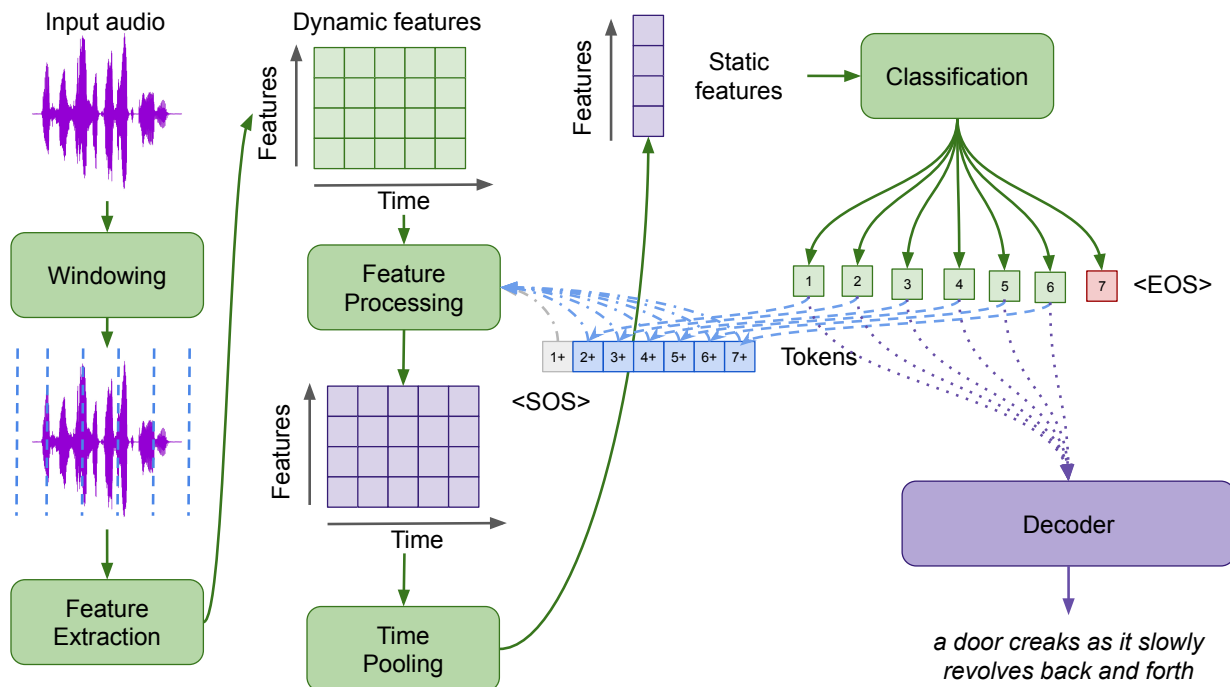 Input audio
Windowing
Feature
Extraction
Dynamic features
Features
Time
Feature
Processing
Features
Time
Time
Pooling
Features
Static
features
Classification
1
2
3
4
5
6
7
<EOS>
1+
2+
3+
4+
5+
6+
7+
Tokens
<SOS>
Decoder
a door creaks as it slowly
revolves back and forth